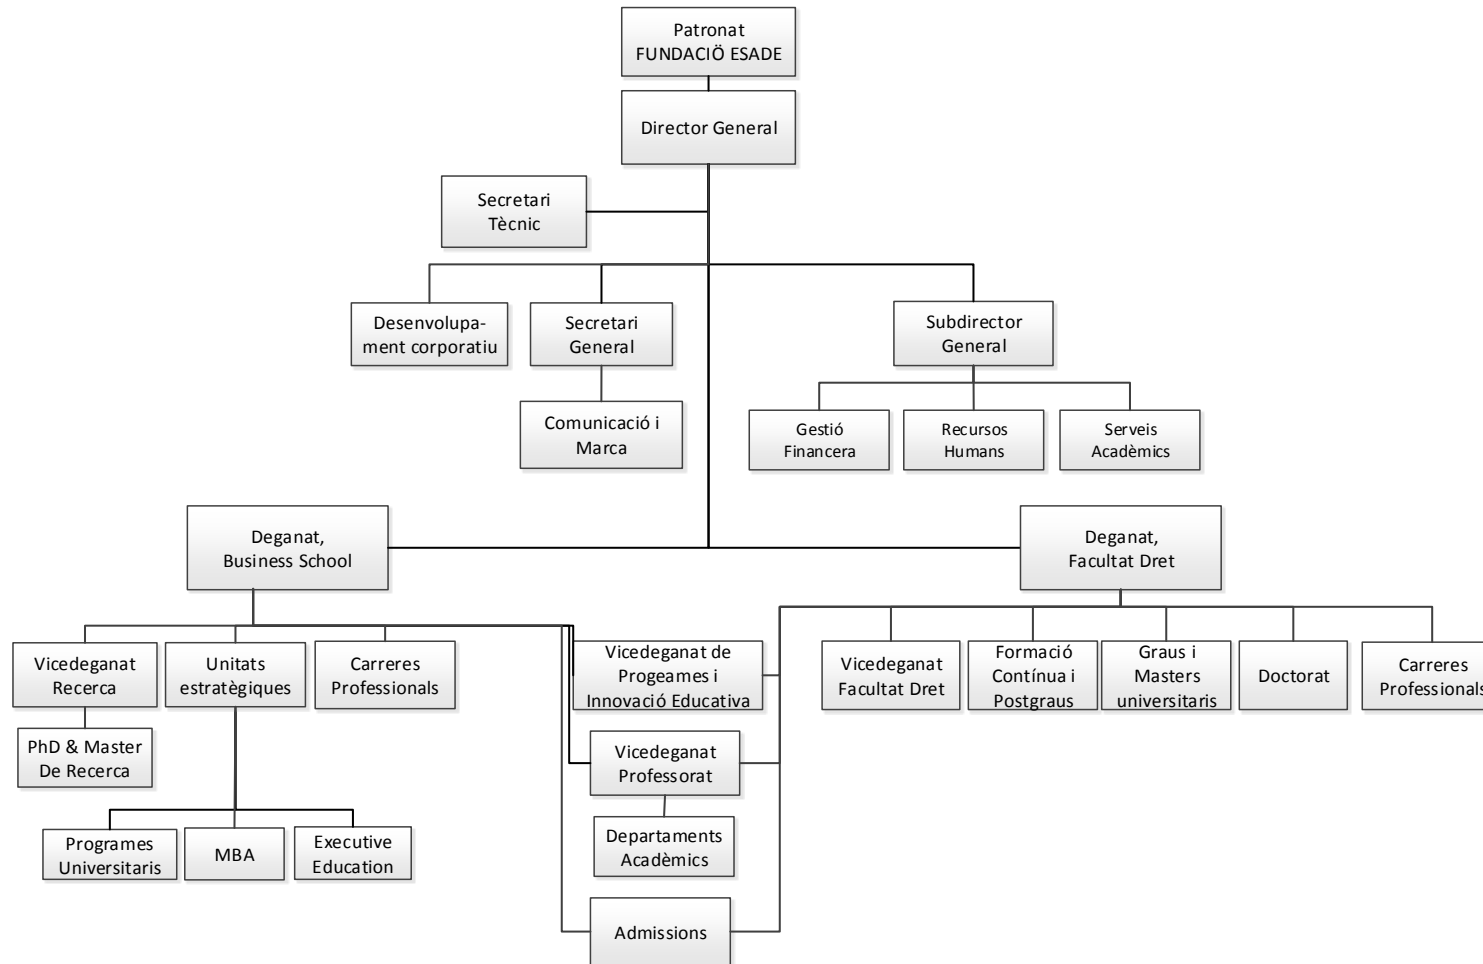 Patronat
FUNDACIÖ ESADE
Director General
Secretari
Tècnic
Desenvolupa-
ment corporatiu
Secretari
General
Subdirector
General
Comunicació i
Marca
Gestió
Financera
Recursos
Humans
Serveis
Acadèmics
Deganat,
Business School
Deganat,
Facultat Dret
Vicedeganat
Recerca
Unitats
estratègiques
Carreres
Professionals
Vicedeganat de
Progeames i
Innovació Educativa
Vicedeganat
Facultat Dret
Formació
Contínua i
Postgraus
Graus i
Masters
universitaris
Doctorat
Carreres
Professionals
PhD & Master
De Recerca
Vicedeganat
Professorat
Programes
Universitaris
MBA
Executive
Education
Departaments
Acadèmics
Admissions